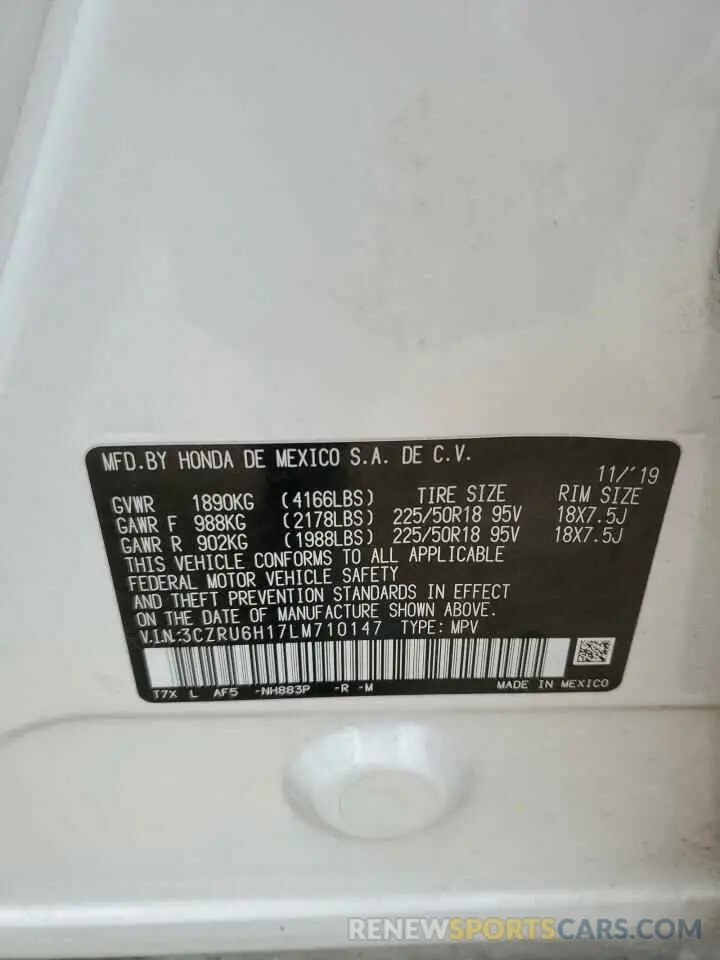 MFD.BY HONDA DE MEXICO S.A. DE C.V.
11/'19
GVWR 1890KG (4166LBS) TIRE SIZE RIM SIZE
GAWR F 988KG (2178LBS) 225/50R18 95V 18X7.5J
GAWR R 902KG (1988LBS) 225/50R18 95V 18X7.5J
THIS VEHICLE CONFORMS TO ALL APPLICABLE
FEDERAL MOTOR VEHICLE SAFETY
AND THEFT PREVENTION STANDARDS IN EFFECT
ON THE DATE OF MANUFACTURE SHOWN ABOVE.
V.I.N.:3CZRU6H17LM710147 TYPE: MPV
T7X L AF5 -NH883P -R -M MADE IN MEXICO
RENEWSPORTSCARS.COM